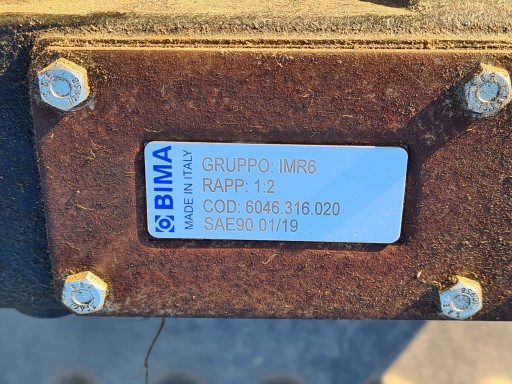 BIMA
MADE IN ITALY
GRUPPO: IMR6
RAPP: 1:2
COD: 6046.316.020
SAE90 01/19